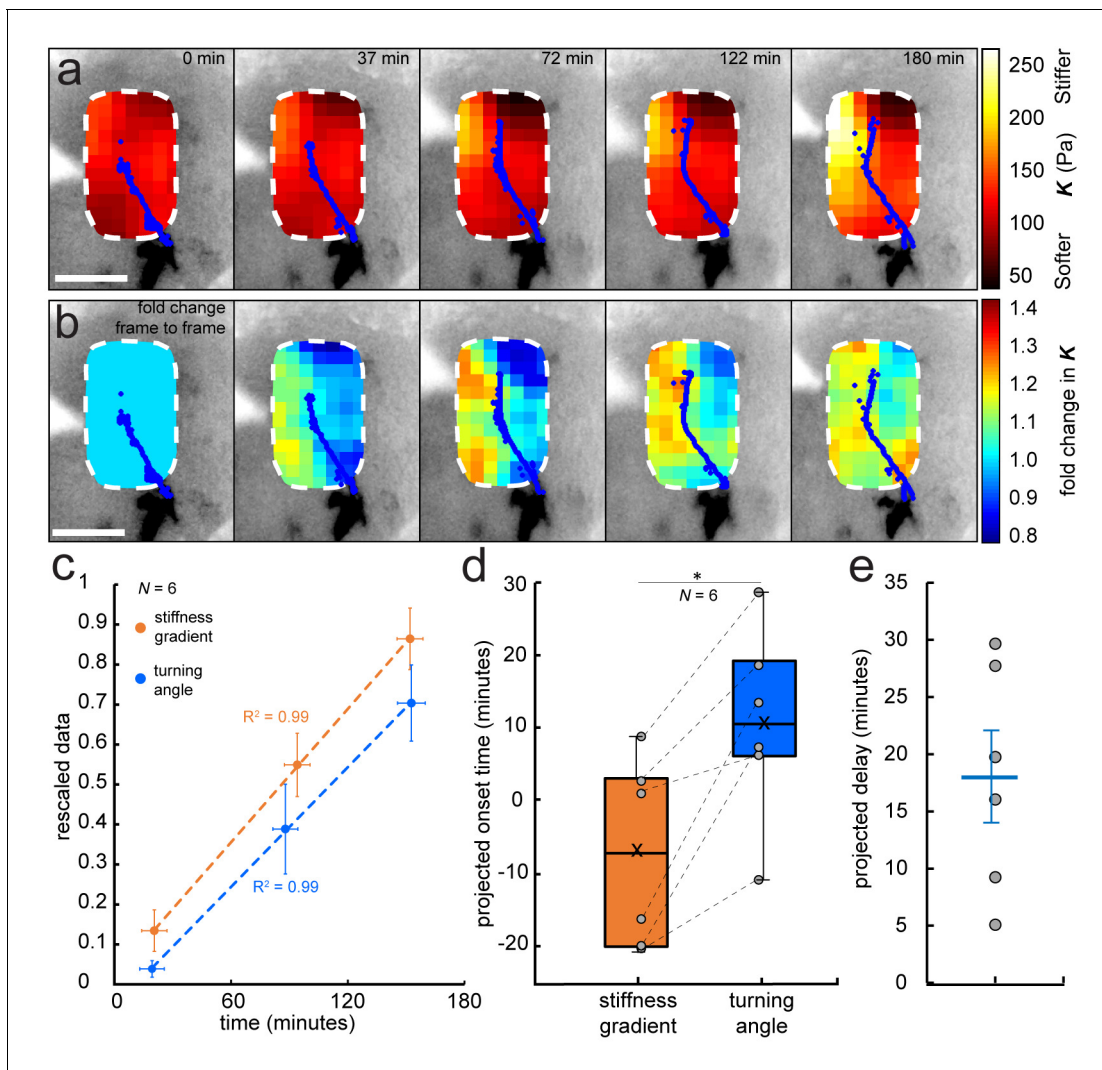 a
0 min
37 min
72 min
122 min
180 min
250
200
150
100
50
Softer K (Pa) Stiffer
b
fold change
frame to frame
1.4
1.3
1.2
1.1
1.0
0.9
0.8
fold change in K
c
N = 6
stiffness
gradient
turning
angle
R² = 0.99
R² = 0.99
1
0.9
0.8
0.7
0.6
0.5
0.4
0.3
0.2
0.1
0
rescaled data
0
60
120
180
time (minutes)
d
*
N = 6
30
20
10
0
-10
-20
projected onset time (minutes)
X
X
stiffness
gradient
turning
angle
e
35
30
25
20
15
10
5
0
projected delay (minutes)